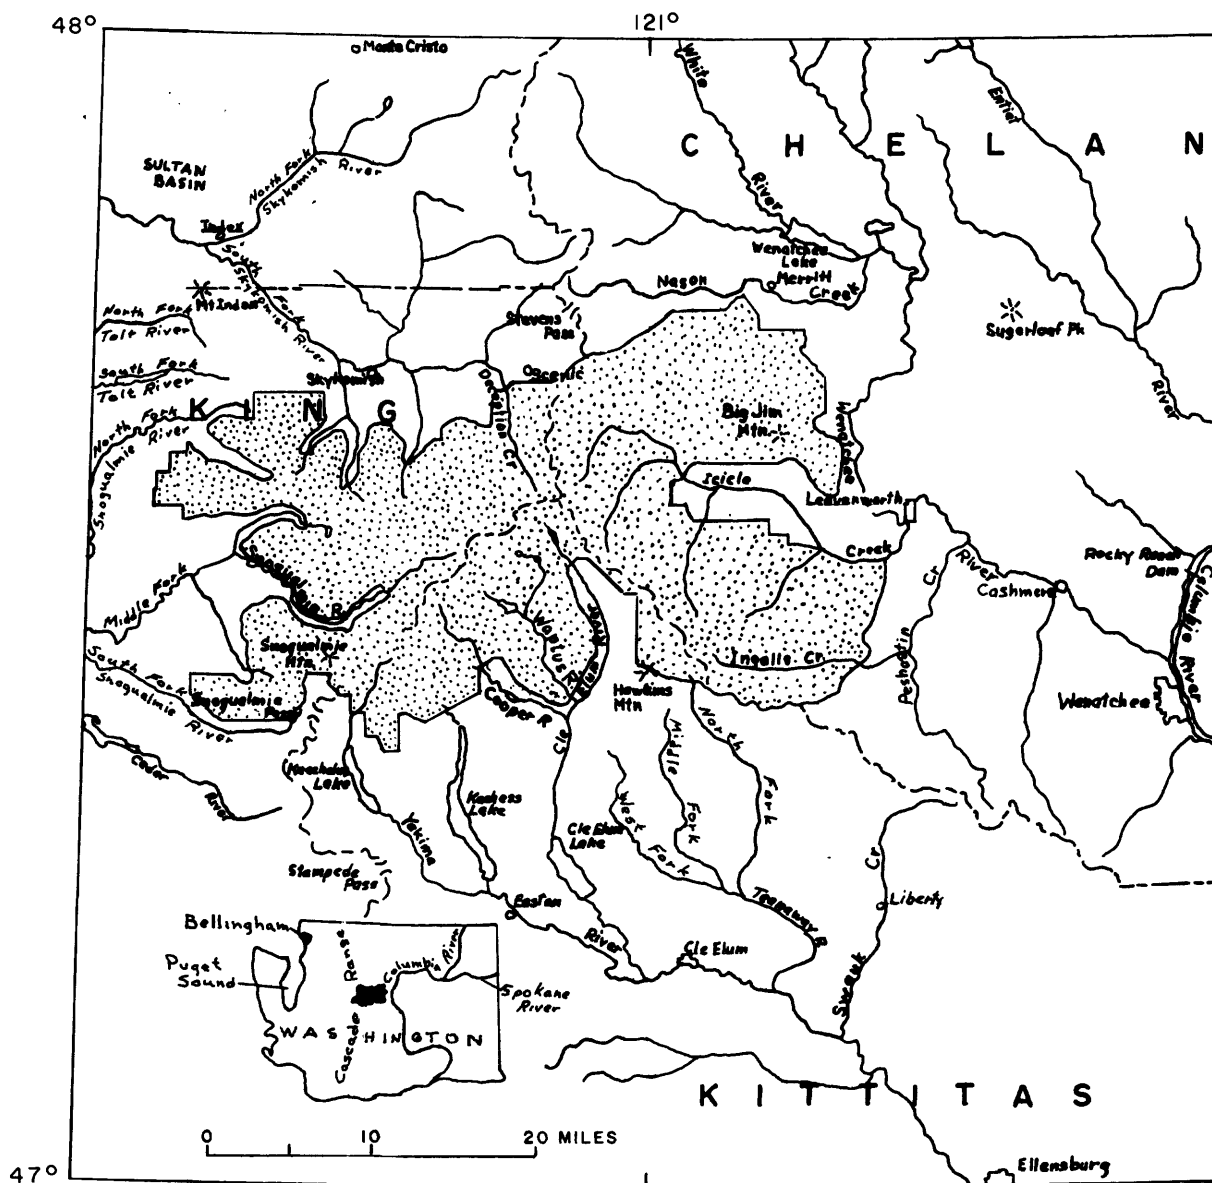 48°
121°
Monte Cristo
White
River
Entiat
River
C H E L A N
SULTAN
BASIN
North Fork
Skykomish River
Index
South
Fork
Skykomish
River
Wenatchee
Lake
Merritt
Nason
Creek
Mt Index
North Fork
Tolt River
Stevens
Pass
Sugarloaf Pk
South Fork
Tolt River
Skykomish
Scenic
Deception Cr
K I N G
North Fork
Snoqualmie
River
Big Jim
Mtn
Wenatchee
Icicle
Leavenworth
Creek
River
Cashmere
Rocky Reach
Dam
Columbia River
Middle Fork
Snoqualmie R
Cr
Peshastin
Waptus R
Snoqualmie
Mtn.
Ingalls Cr
South Fork
Snoqualmie
River
Snoqualmie
Pass
Cooper R
Cle
Elum
River
Hawkins
Mtn
Wenatchee
Cedar
River
Lake
Kachess
Lake
North
Fork
Middle
Fork
West
Fork
Yakima
Cle Elum
Lake
Stampede
Pass
Teanaway R
Cr
Liberty
Easton
River
Cle Elum
Swauk
Bellingham
Puget
Sound
Cascade
Range
Columbia River
Spokane
River
WASHINGTON
K I T T I T A S
0 10 20 MILES
47°
Ellensburg